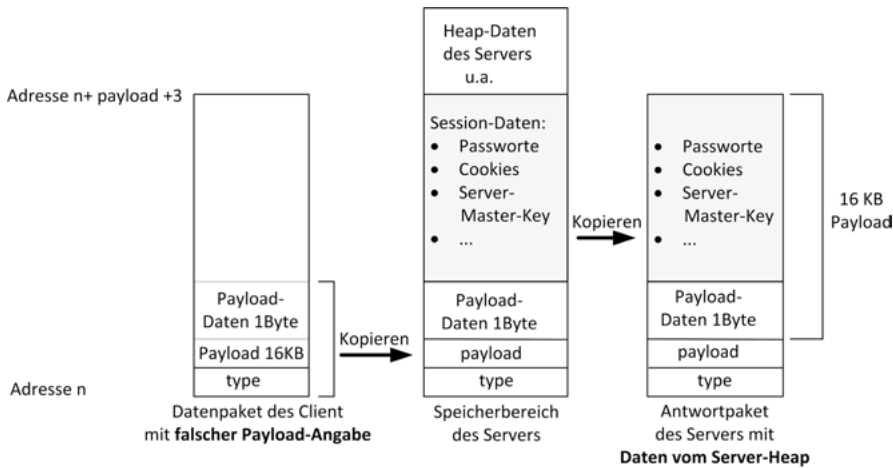 Heap-Daten
des Servers
u.a.
Adresse n+ payload +3
Session-Daten:
• Passworte
• Cookies
• Server-
Master-Key
• ...
• Passworte
• Cookies
• Server-
Master-Key
• ...
Kopieren
16 KB
Payload
Payload-
Daten 1Byte
Payload 16KB
type
Kopieren
Payload-
Daten 1Byte
payload
type
Payload-
Daten 1Byte
payload
type
Adresse n
Datenpaket des Client
mit falscher Payload-Angabe
Speicherbereich
des Servers
Antwortpaket
des Servers mit
Daten vom Server-Heap